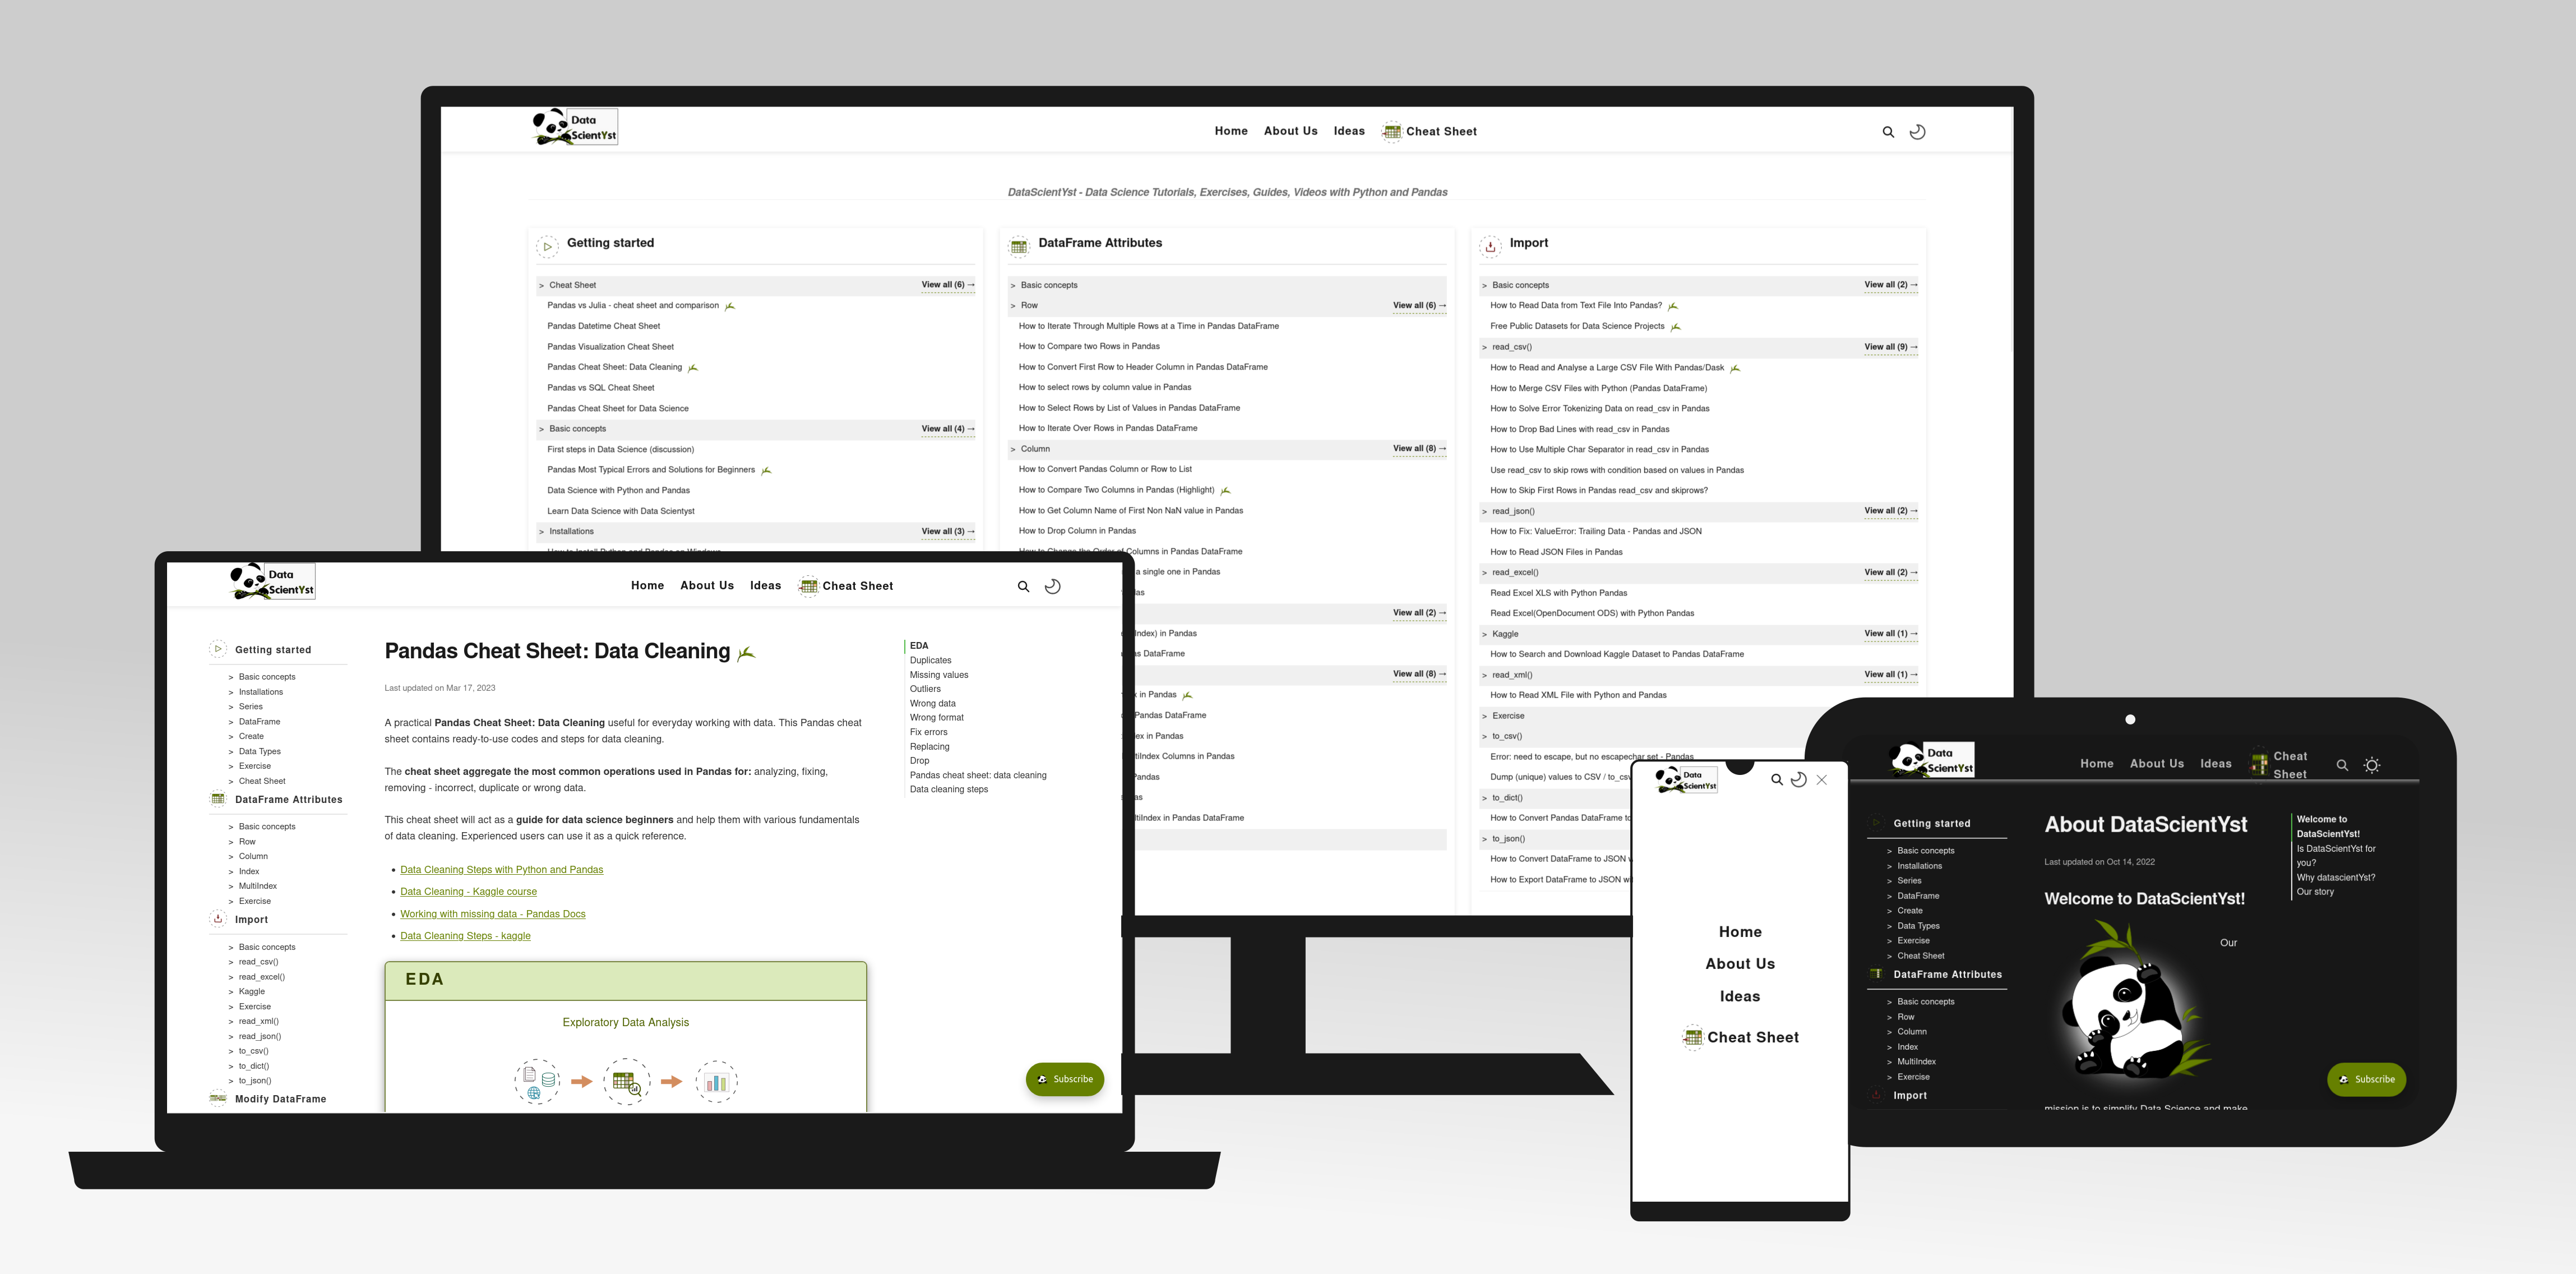 Data
ScientYst
Home About Us Ideas Cheat Sheet
DataScientYst - Data Science Tutorials, Exercises, Guides, Videos with Python and Pandas
Getting started
> Cheat Sheet View all (6) →
Pandas vs Julia - cheat sheet and comparison
Pandas Datetime Cheat Sheet
Pandas Visualization Cheat Sheet
Pandas Cheat Sheet: Data Cleaning
Pandas vs SQL Cheat Sheet
Pandas Cheat Sheet for Data Science
> Basic concepts View all (4) →
First steps in Data Science (discussion)
Pandas Most Typical Errors and Solutions for Beginners
Data Science with Python and Pandas
Learn Data Science with Data Scientyst
> Installations View all (3) →
DataFrame Attributes
> Basic concepts
> Row View all (6) →
How to Iterate Through Multiple Rows at a Time in Pandas DataFrame
How to Compare two Rows in Pandas
How to Convert First Row to Header Column in Pandas DataFrame
How to select rows by column value in Pandas
How to Select Rows by List of Values in Pandas DataFrame
How to Iterate Over Rows in Pandas DataFrame
> Column View all (8) →
How to Convert Pandas Column or Row to List
How to Compare Two Columns in Pandas (Highlight)
How to Get Column Name of First Non NaN value in Pandas
How to Drop Column in Pandas
How to Change the Order of Columns in Pandas DataFrame
a single one in Pandas
View all (2) →
in Pandas
DataFrame
View all (8) →
in Pandas
Pandas DataFrame
in Pandas
Columns in Pandas
Pandas
in Pandas DataFrame
Import
> Basic concepts View all (2) →
How to Read Data from Text File Into Pandas?
Free Public Datasets for Data Science Projects
> read_csv() View all (9) →
How to Read and Analyse a Large CSV File With Pandas/Dask
How to Merge CSV Files with Python (Pandas DataFrame)
How to Solve Error Tokenizing Data on read_csv in Pandas
How to Drop Bad Lines with read_csv in Pandas
How to Use Multiple Char Separator in read_csv in Pandas
Use read_csv to skip rows with condition based on values in Pandas
How to Skip First Rows in Pandas read_csv and skiprows?
> read_json() View all (2) →
How to Fix: ValueError: Trailing Data - Pandas and JSON
How to Read JSON Files in Pandas
> read_excel() View all (2) →
Read Excel XLS with Python Pandas
Read Excel(OpenDocument ODS) with Python Pandas
> Kaggle View all (1) →
How to Search and Download Kaggle Dataset to Pandas DataFrame
> read_xml() View all (1) →
How to Read XML File with Python and Pandas
> Exercise
> to_csv()
Error: need to escape, but no escapechar set - Pandas
Dump (unique) values to CSV / to_csv
> to_dict()
How to Convert Pandas DataFrame to
> to_json()
How to Convert DataFrame to JSON
How to Export DataFrame to JSON
Data
ScientYst
Home About Us Ideas Cheat Sheet
Getting started
> Basic concepts
> Installations
> Series
> DataFrame
> Create
> Data Types
> Exercise
> Cheat Sheet
DataFrame Attributes
> Basic concepts
> Row
> Column
> Index
> MultiIndex
> Exercise
Import
> Basic concepts
> read_csv()
> read_excel()
> Kaggle
> Exercise
> read_xml()
> read_json()
> to_csv()
> to_dict()
> to_json()
Modify DataFrame
Pandas Cheat Sheet: Data Cleaning
Last updated on Mar 17, 2023
A practical Pandas Cheat Sheet: Data Cleaning useful for everyday working with data. This Pandas cheat
sheet contains ready-to-use codes and steps for data cleaning.
The cheat sheet aggregate the most common operations used in Pandas for: analyzing, fixing,
removing - incorrect, duplicate or wrong data.
This cheat sheet will act as a guide for data science beginners and help them with various fundamentals
of data cleaning. Experienced users can use it as a quick reference.
• Data Cleaning Steps with Python and Pandas
• Data Cleaning - Kaggle course
• Working with missing data - Pandas Docs
• Data Cleaning Steps - kaggle
EDA
Exploratory Data Analysis
EDA
Duplicates
Missing values
Outliers
Wrong data
Wrong format
Fix errors
Replacing
Drop
Pandas cheat sheet: data cleaning
Data cleaning steps
Subscribe
Data
ScientYst
Home
About Us
Ideas
Cheat Sheet
Data
ScientYst
Home About Us Ideas Cheat
Sheet
Getting started
> Basic concepts
> Installations
> Series
> DataFrame
> Create
> Data Types
> Exercise
> Cheat Sheet
DataFrame Attributes
> Basic concepts
> Row
> Column
> Index
> MultiIndex
> Exercise
Import
About DataScientYst
Last updated on Oct 14, 2022
Welcome to DataScientYst!
Our
mission is to simplify Data Science and make
Welcome to
DataScientYst!
Is DataScientYst for
you?
Why datascientYst?
Our story
Subscribe